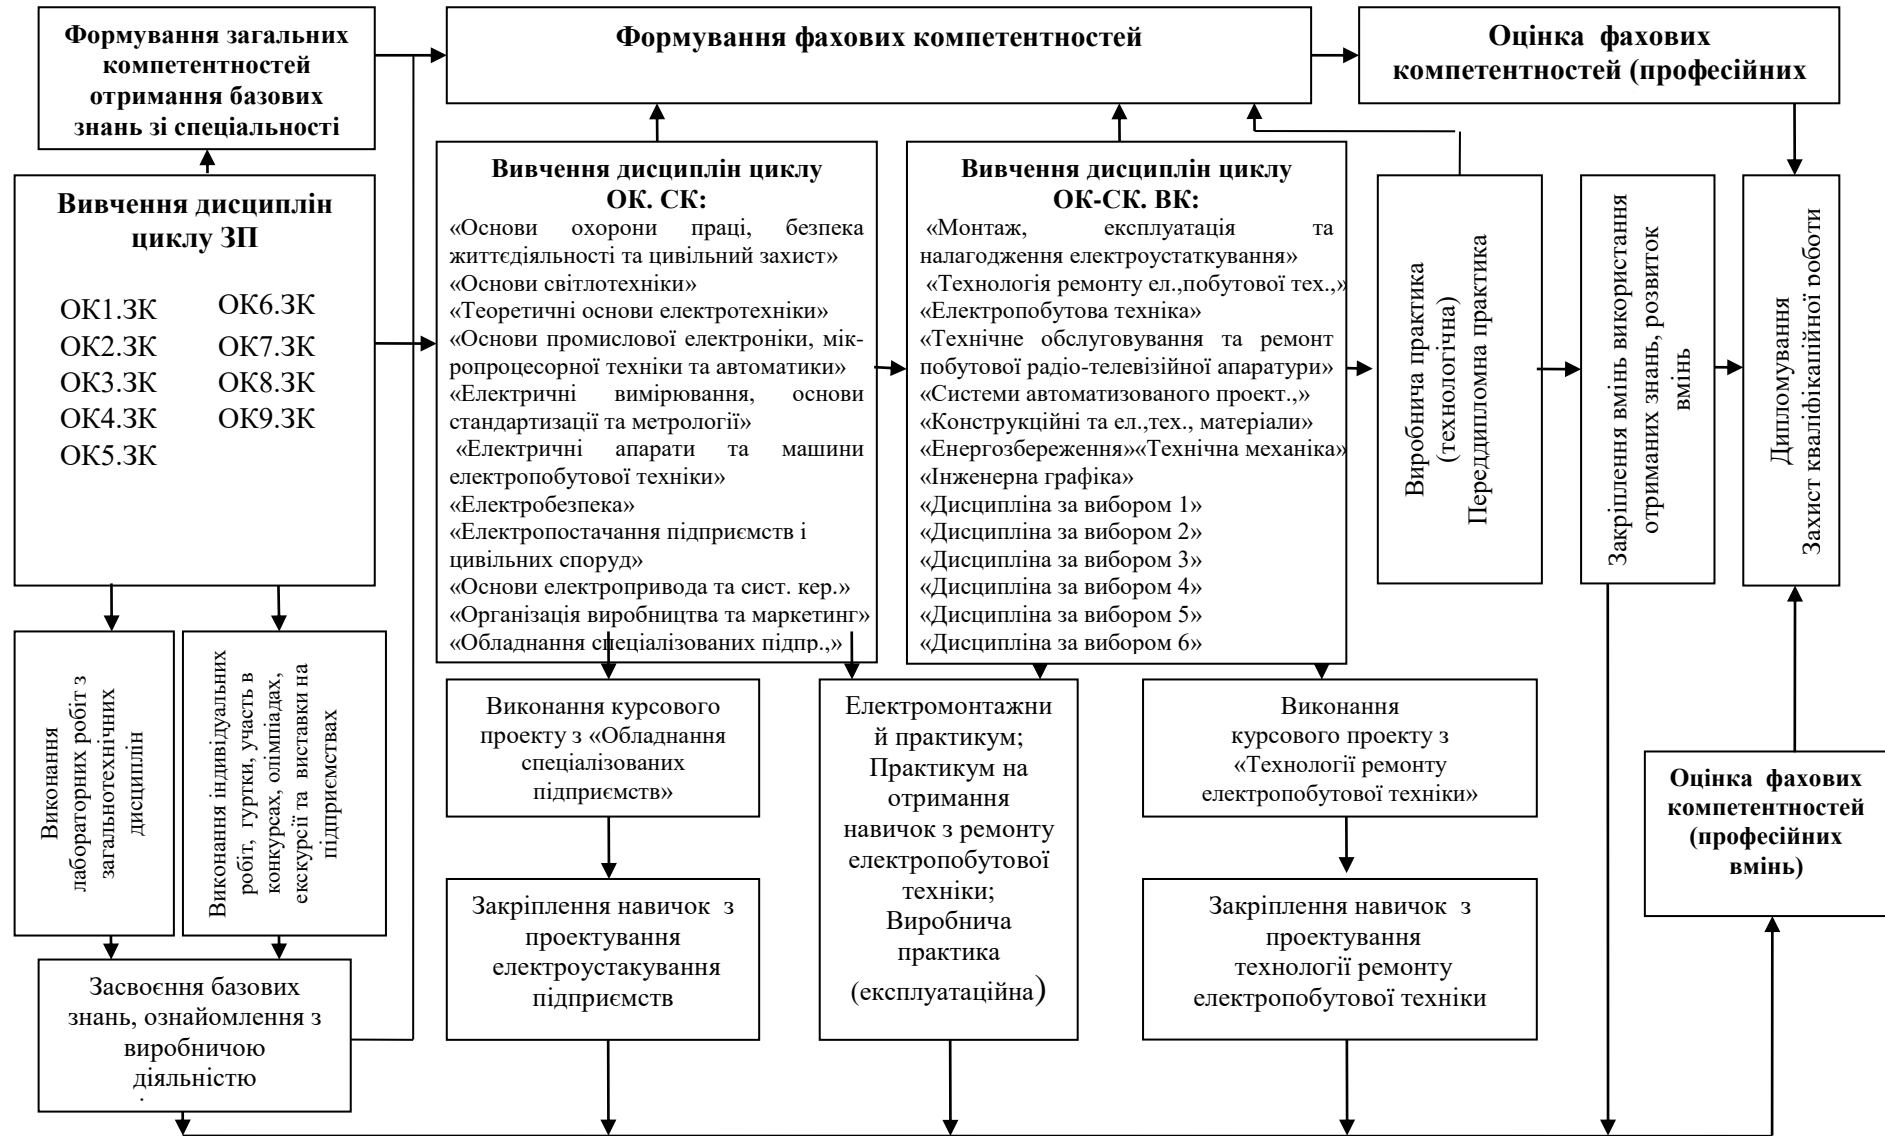 Формування загальних
компетентностей
отримання базових
знань зі спеціальності
Формування фахових компетентностей
Оцінка фахових
компетентностей (професійних
Вивчення дисциплін
циклу ЗП
ОК1.ЗК
ОК2.ЗК
ОК3.ЗК
ОК4.ЗК
ОК5.ЗК
ОК6.ЗК
ОК7.ЗК
ОК8.ЗК
ОК9.ЗК
Вивчення дисциплін циклу
ОК. СК:
«Основи охорони праці, безпека
життєдіяльності та цивільний захист»
«Основи світлотехніки»
«Теоретичні основи електротехніки»
«Основи промислової електроніки, мік-
ропроцесорної техніки та автоматики»
«Електричні вимірювання, основи
стандартизації та метрології»
«Електричні апарати та машини
електропобутової техніки»
«Електробезпека»
«Електропостачання підприємств і
цивільних споруд»
«Основи електропривода та сист. кер.»
«Організація виробництва та маркетинг»
«Обладнання спеціалізованих підпр.,»
Вивчення дисциплін циклу
ОК-СК. ВК:
«Монтаж, експлуатація та
налагодження електроустаткування»
«Технологія ремонту ел.,побутової тех.,»
«Електропобутова техніка»
«Технічне обслуговування та ремонт
побутової радіо-телевізійної апаратури»
«Системи автоматизованого проект.,»
«Конструкційні та ел.,тех., матеріали»
«Енергозбереження»«Технічна механіка»
«Інженерна графіка»
«Дисципліна за вибором 1»
«Дисципліна за вибором 2»
«Дисципліна за вибором 3»
«Дисципліна за вибором 4»
«Дисципліна за вибором 5»
«Дисципліна за вибором 6»
Виробнича практика
(технологічна)
Переддипломна практика
Закріплення вмінь використання
отриманих знань, розвиток
вмінь
Дипломування
Захист кваліфікаційної роботи
Виконання
лабораторних робіт з
загальнотехнічних
дисциплін
Виконання індивідуальних
робіт, гуртки, участь в
конкурсах, олімпіадах,
екскурсії та виставки на
підприємствах
Виконання курсового
проекту з «Обладнання
спеціалізованих
підприємств»
Електромонтажни
й практикум;
Практикум на
отримання
навичок з ремонту
електропобутової
техніки;
Виробнича
практика
(експлуатаційна)
Виконання
курсового проекту з
«Технології ремонту
електропобутової техніки»
Оцінка фахових
компетентностей
(професійних
вмінь)
Закріплення навичок з
проектування
електроустакування
підприємств
Закріплення навичок з
проектування
технології ремонту
електропобутової техніки
Засвоєння базових
знань, ознайомлення з
виробничою
діяльністю